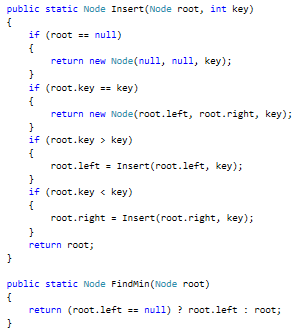 public static Node Insert(Node root, int key)
{
    if (root == null)
    {
        return new Node(null, null, key);
    }
    if (root.key == key)
    {
        return new Node(root.left, root.right, key);
    }
    if (root.key > key)
    {
        root.left = Insert(root.left, key);
    }
    if (root.key < key)
    {
        root.right = Insert(root.right, key);
    }
    return root;
}

public static Node FindMin(Node root)
{
    return (root.left == null) ? root.left : root;
}